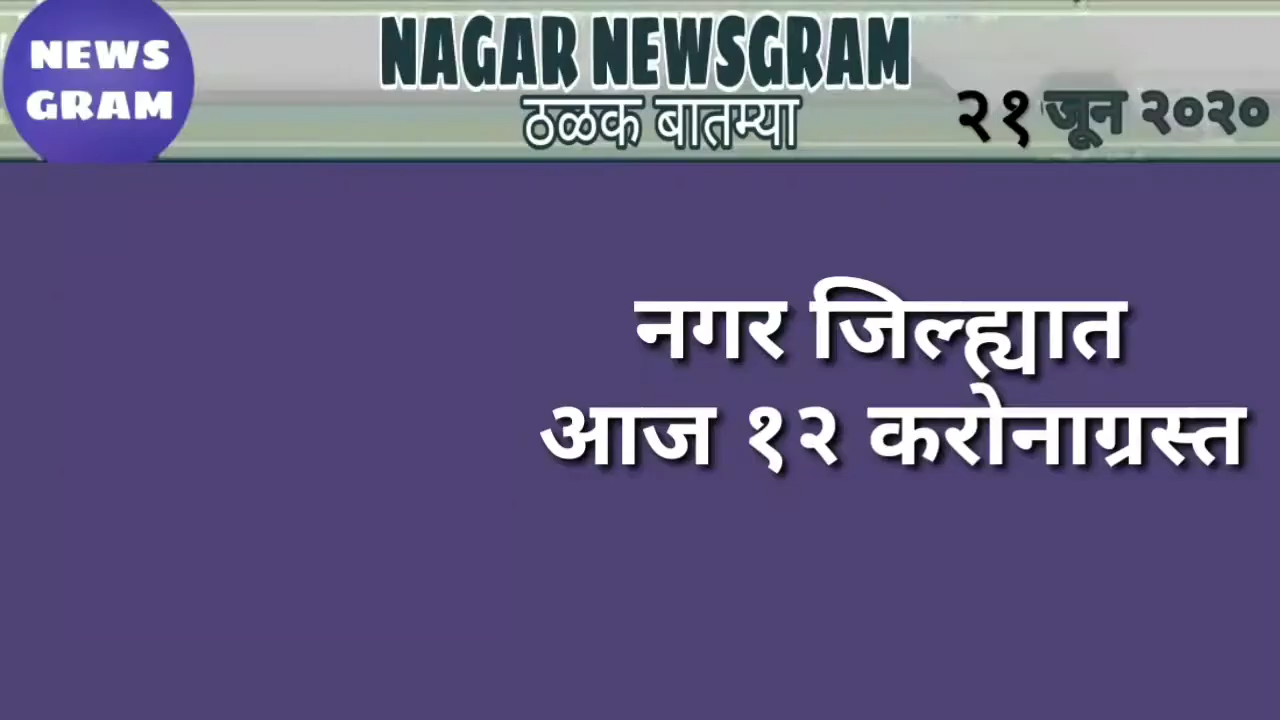 NEWS
GRAM
NAGAR NEWSGRAM
ठळक बातम्या
२१ जून २०२०
नगर जिल्ह्यात
आज १२ करोनाग्रस्त